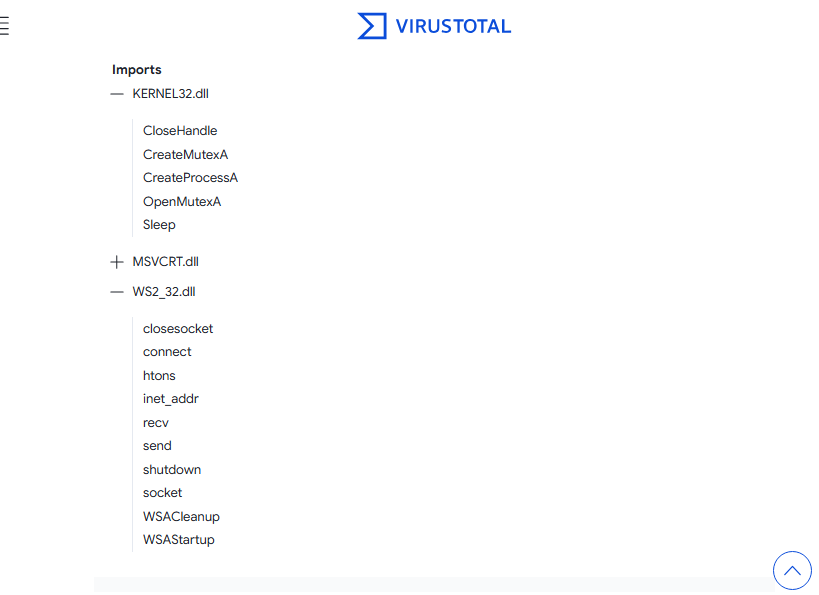 VIRUSTOTAL
Imports
KERNEL32.dll
CloseHandle
CreateMutexA
CreateProcessA
OpenMutexA
Sleep
MSVCRT.dll
WS2_32.dll
closesocket
connect
htons
inet_addr
recv
send
shutdown
socket
WSACleanup
WSAStartup